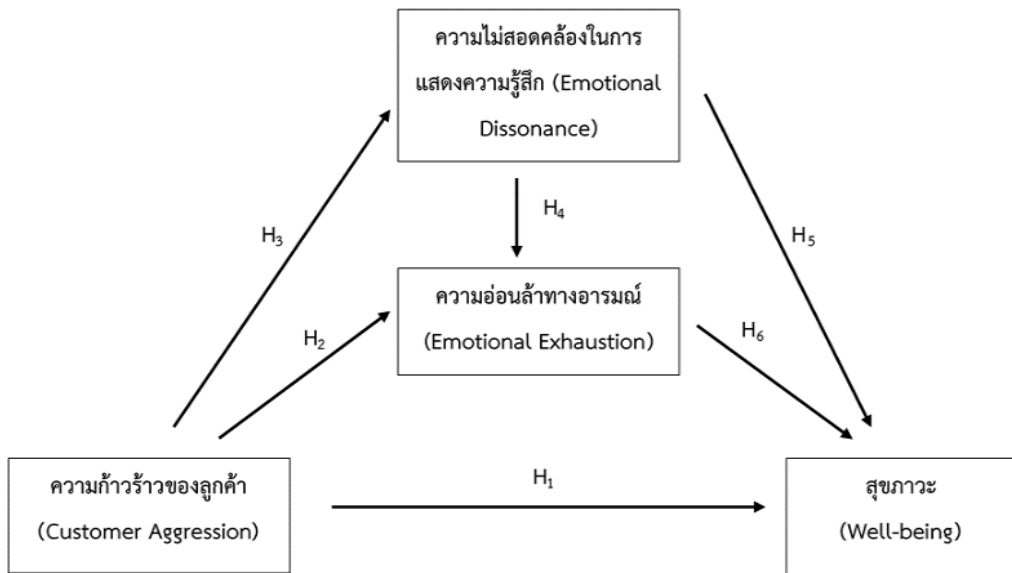 ความไม่สอดคล้องในการ
แสดงความรู้สึก (Emotional
Dissonance)
H₃
H₄
H₅
ความอ่อนล้าทางอารมณ์
(Emotional Exhaustion)
H₂
H₆
ความก้าวร้าวของลูกค้า
(Customer Aggression)
H₁
สุขภาวะ
(Well-being)